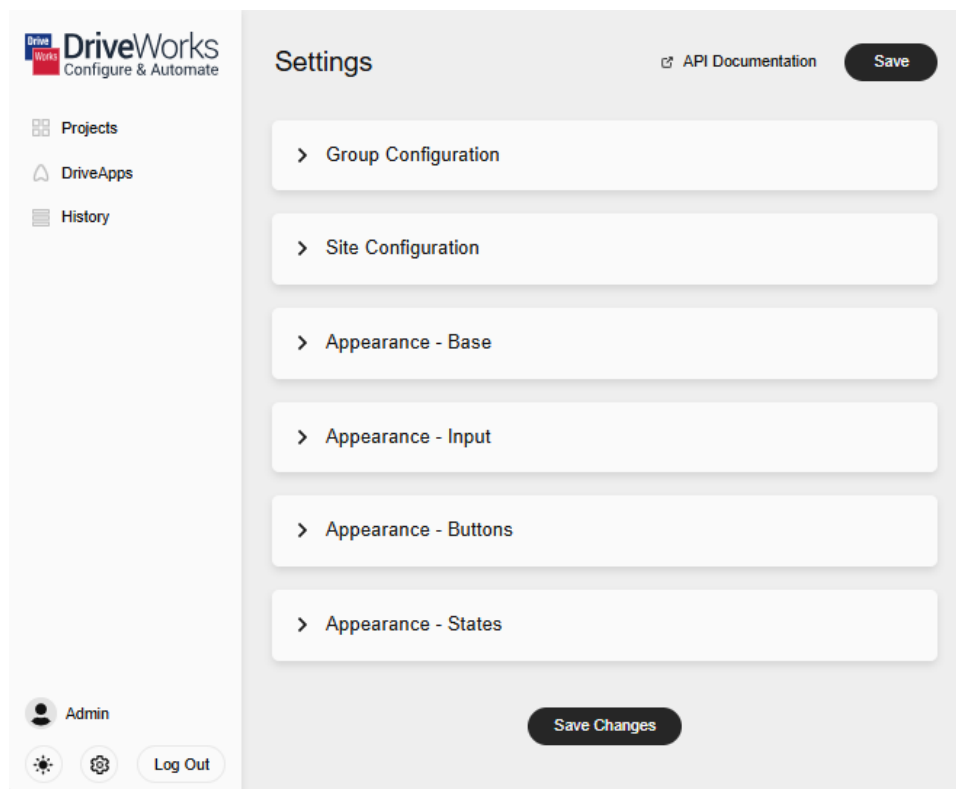 Drive
Works
DriveWorks
Configure & Automate
Projects
DriveApps
History
Admin
Log Out
Settings
API Documentation
Save
Group Configuration
Site Configuration
Appearance - Base
Appearance - Input
Appearance - Buttons
Appearance - States
Save Changes